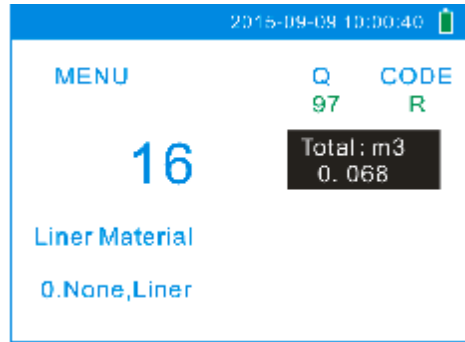 2015-09-09 10:00:40
MENU Q CODE
97 R
16
Total: m3
0. 068
Liner Material
0.None,Liner